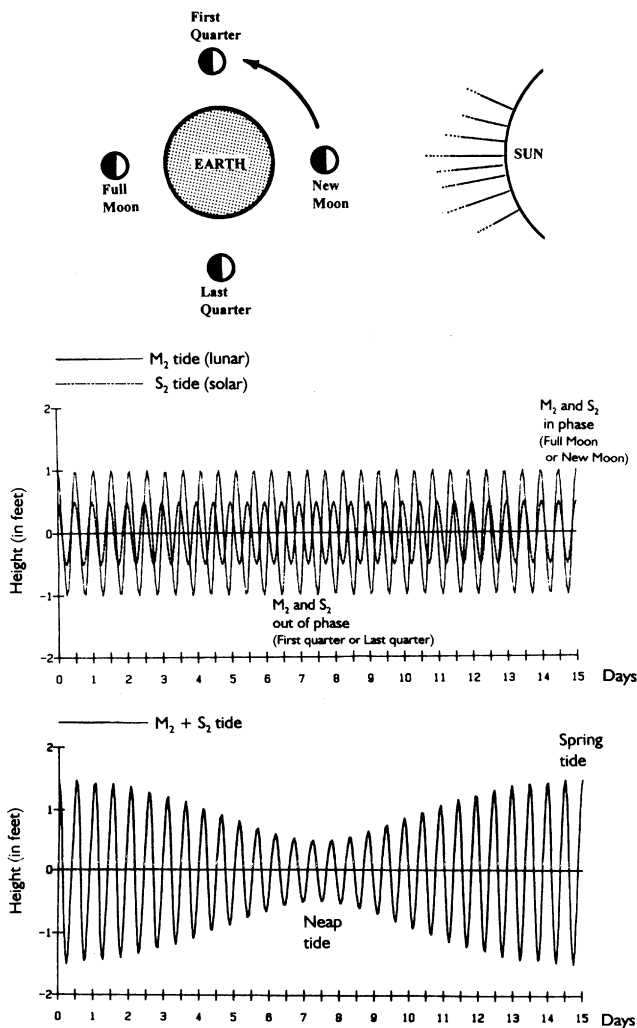 First
Quarter
EARTH
SUN
Full
Moon
New
Moon
Last
Quarter
M₂ tide (lunar)
S₂ tide (solar)
M₂ and S₂
in phase
(Full Moon
or New Moon)
Height (in feet)
2
1
0
-1
-2
M₂ and S₂
out of phase
(First quarter or Last quarter)
0 1 2 3 4 5 6 7 8 9 10 11 12 13 14 15 Days
M₂ + S₂ tide
Spring
tide
Height (in feet)
2
1
0
-1
-2
Neap
tide
0 1 2 3 4 5 6 7 8 9 10 11 12 13 14 15 Days